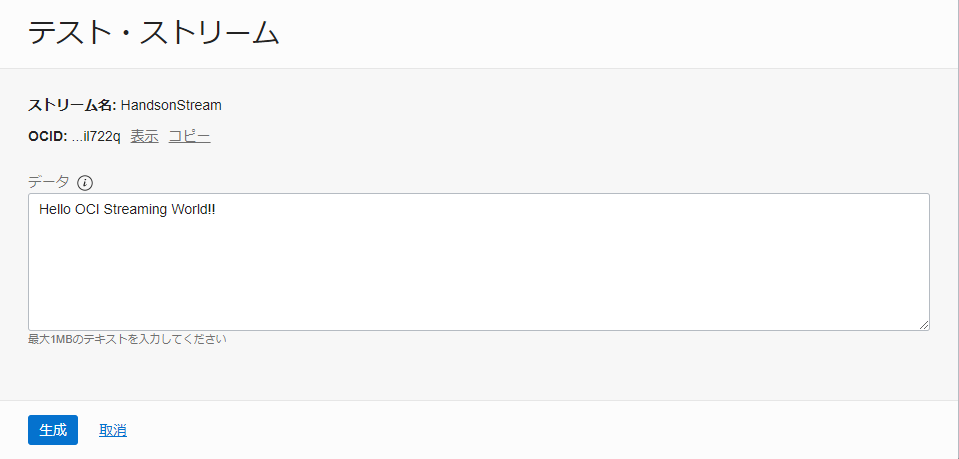 テスト・ストリーム
ストリーム名: HandsonStream
OCID: ...il722q 表示 コピー
データ i
Hello OCI Streaming World!!
最大1MBのテキストを入力してください
生成 取消